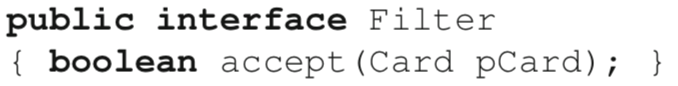 public interface Filter
{ boolean accept(Card pCard); }